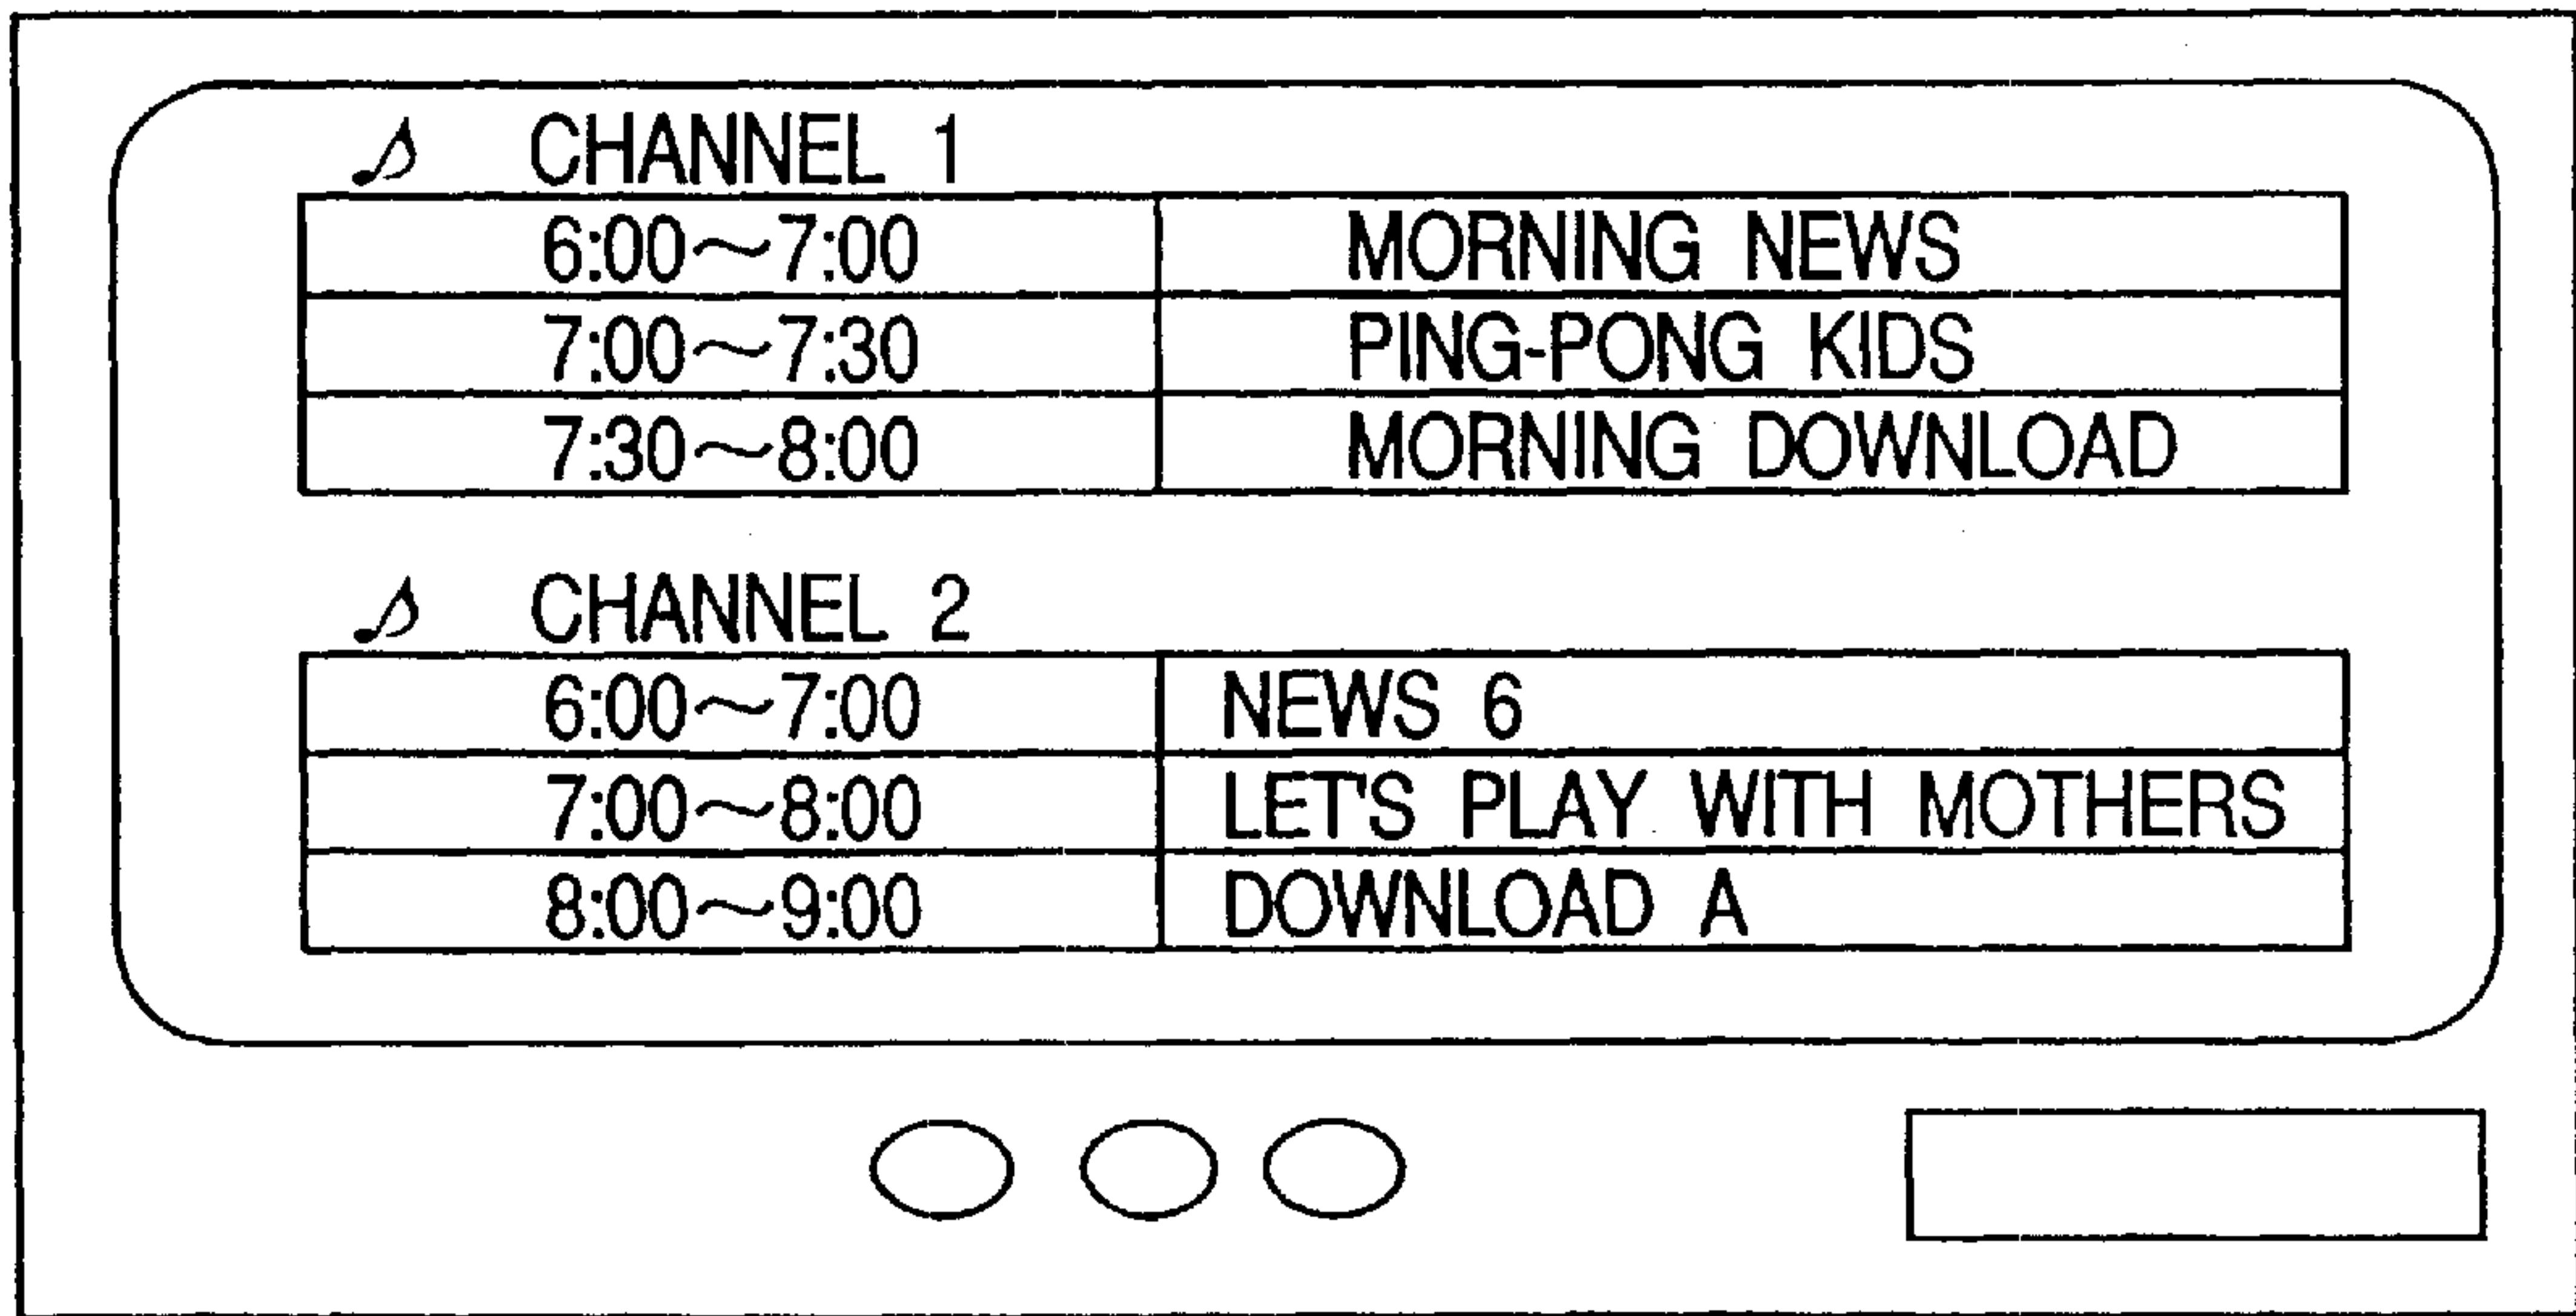 ♪ CHANNEL 1
6:00〜7:00 MORNING NEWS
7:00〜7:30 PING-PONG KIDS
7:30〜8:00 MORNING DOWNLOAD
♪ CHANNEL 2
6:00〜7:00 NEWS 6
7:00〜8:00 LET'S PLAY WITH MOTHERS
8:00〜9:00 DOWNLOAD A